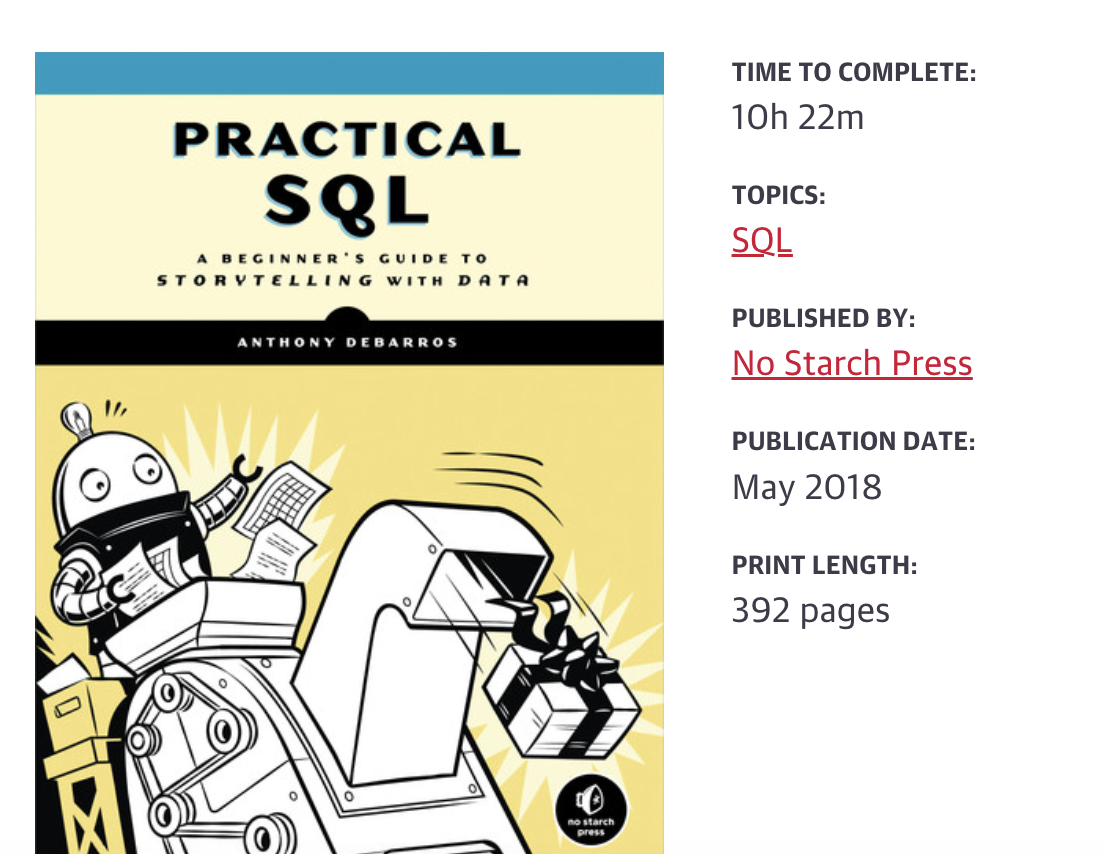 PRACTICAL
SQL
A BEGINNER'S GUIDE TO
STORYTELLING WITH DATA
ANTHONY DEBARROS
no starch
press
TIME TO COMPLETE:
10h 22m
TOPICS:
SQL
PUBLISHED BY:
No Starch Press
PUBLICATION DATE:
May 2018
PRINT LENGTH:
392 pages